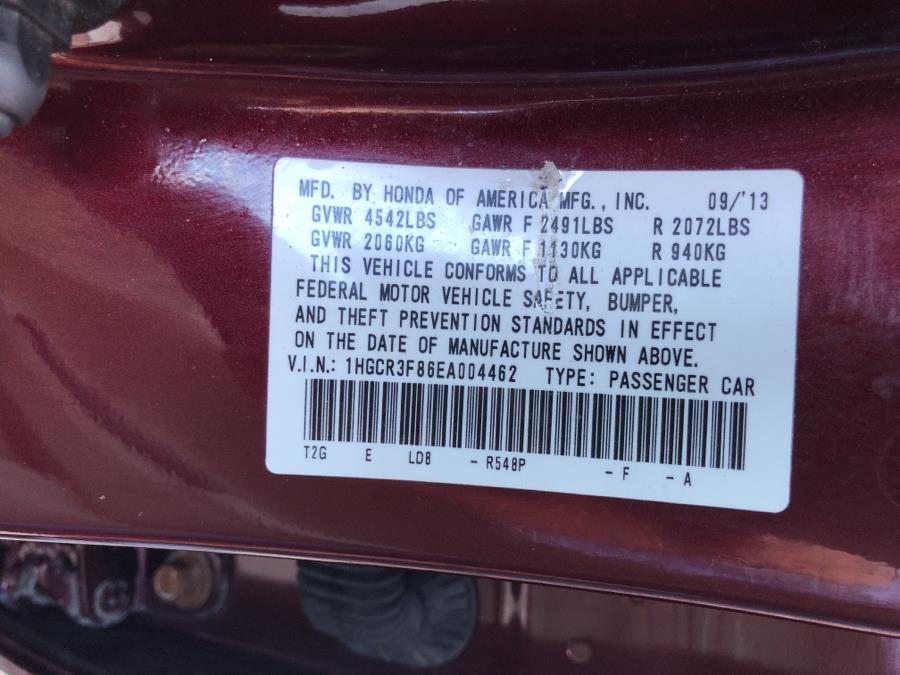 MFD. BY HONDA OF AMERICA MFG., INC. 09/'13
GVWR 4542LBS GAWR F 2491LBS R 2072LBS
GVWR 2060KG GAWR F 1130KG R 940KG
THIS VEHICLE CONFORMS TO ALL APPLICABLE
FEDERAL MOTOR VEHICLE SAFETY, BUMPER,
AND THEFT PREVENTION STANDARDS IN EFFECT
ON THE DATE OF MANUFACTURE SHOWN ABOVE.
V.I.N.: 1HGCR3F86EA004462 TYPE: PASSENGER CAR
T2G E LD8 - R548P - F - A